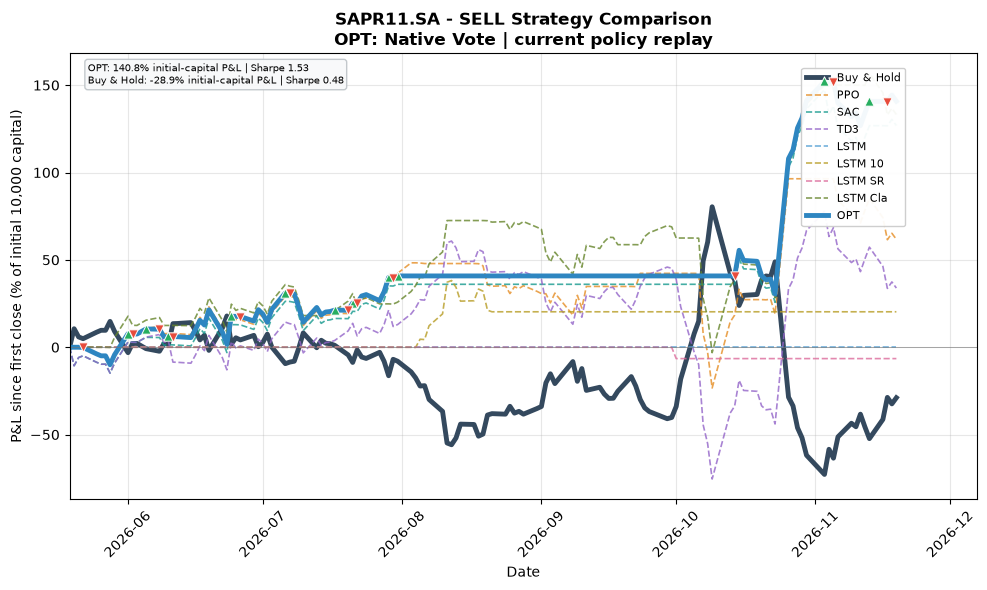 SAPR11.SA - SELL Strategy Comparison
OPT: Native Vote | current policy replay
OPT: 140.8% initial-capital P&L | Sharpe 1.53
Buy & Hold: -28.9% initial-capital P&L | Sharpe 0.48
Buy & Hold
PPO
SAC
TD3
LSTM
LSTM 10
LSTM SR
LSTM Cla
OPT
P&L since first close (% of initial 10,000 capital)
150
100
50
0
−50
2026-06
2026-07
2026-08
2026-09
2026-10
2026-11
2026-12
Date